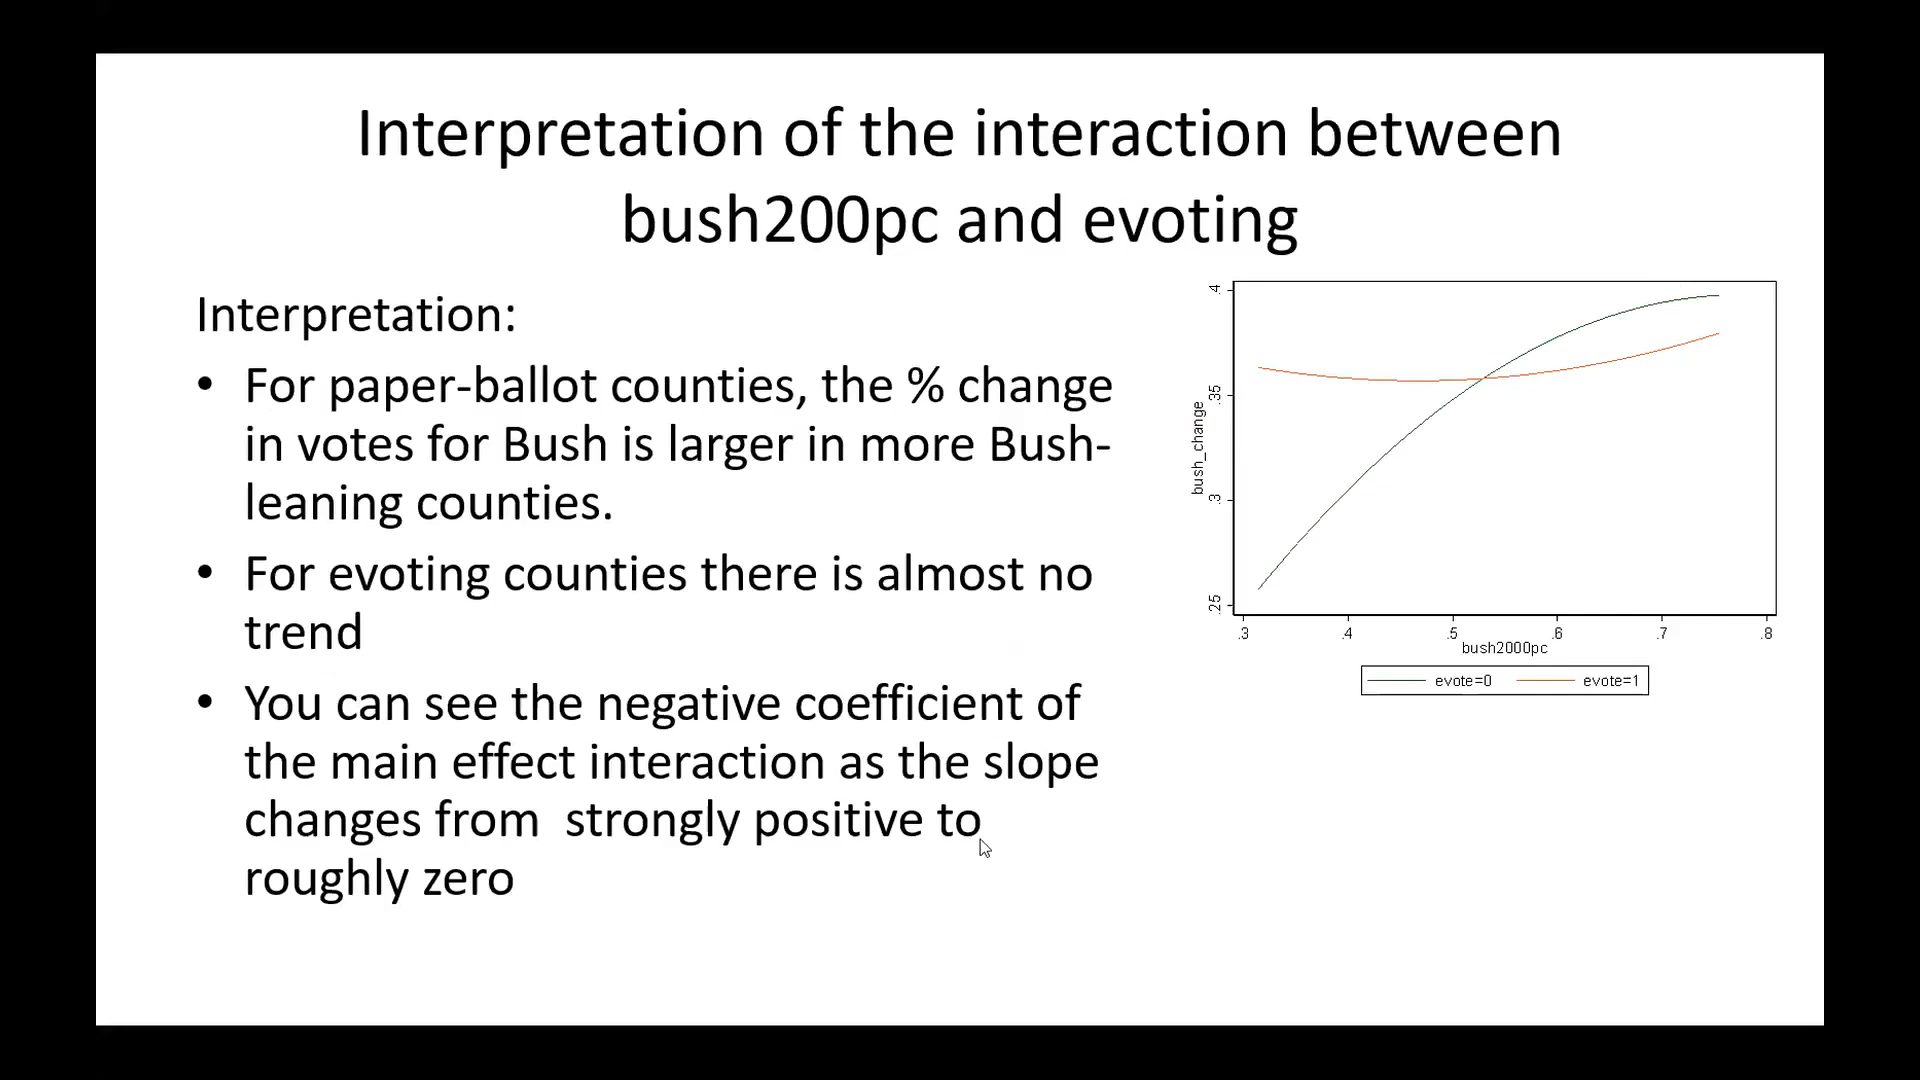 Interpretation of the interaction between
bush200pc and evoting
Interpretation:
• For paper-ballot counties, the % change
in votes for Bush is larger in more Bush-
leaning counties.
• For evoting counties there is almost no
trend
• You can see the negative coefficient of
the main effect interaction as the slope
changes from  strongly positive to
roughly zero
bush_change
.4
.35
.3
.25
.3 .4 .5 .6 .7 .8
bush2000pc
evote=0 evote=1